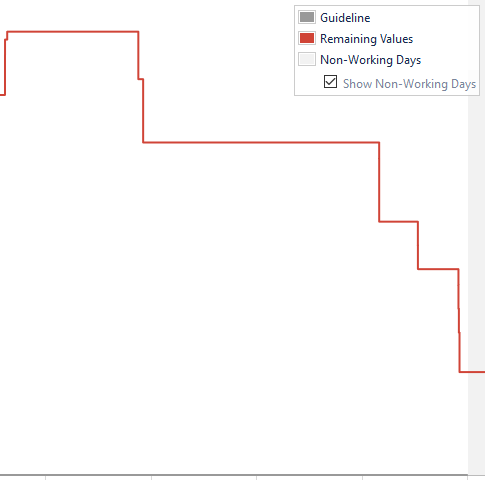 Guideline
Remaining Values
Non-Working Days
Show Non-Working Days